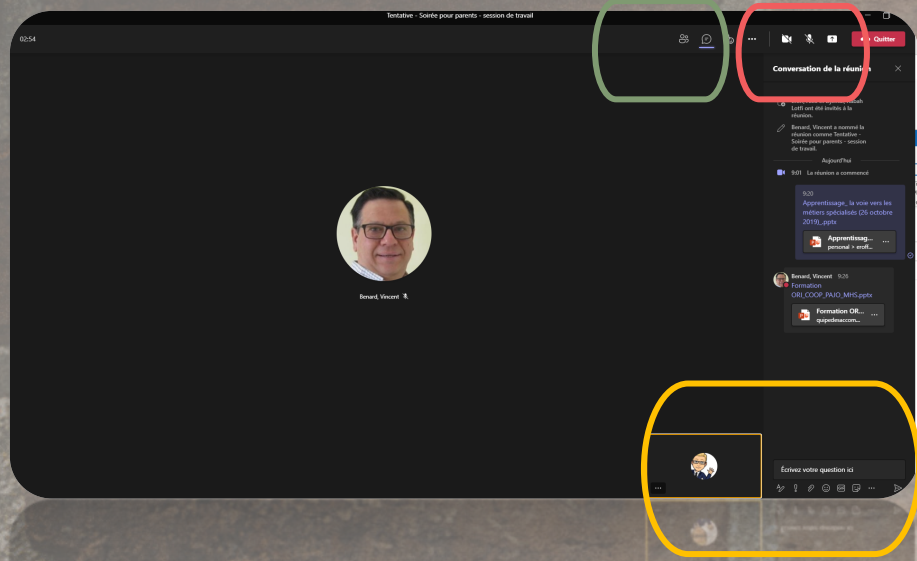 Tentative - Soirée pour parents - session de travail
02:54
Quitter
Conversation de la réunion
Lotfi ont été invités à la
réunion.
Benard, Vincent a nommé la
réunion comme Tentative -
Soirée pour parents - session
de travail.
Aujourd'hui
9:01 La réunion a commencé
9:20
Apprentissage_ la voie vers les
métiers spécialisés (26 octobre
2019)_.pptx
Apprentissag...
personal > eroff...
Benard, Vincent 9:26
Formation
ORI_COOP_PAJO_MHS.pptx
Formation OR...
quipedesaccom...
Benard, Vincent
Écrivez votre question ici